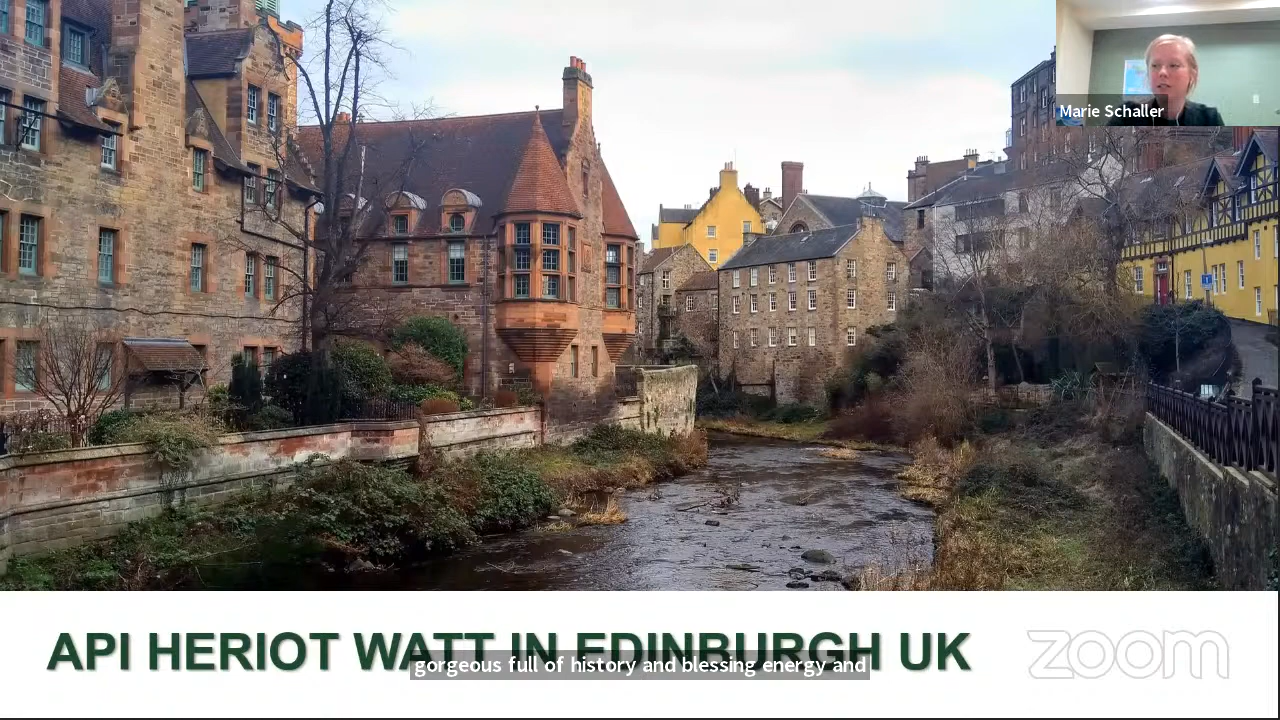 Marie Schaller
API HERIOT WATT IN EDINBURGH UK
gorgeous full of history and blessing energy and
zoom